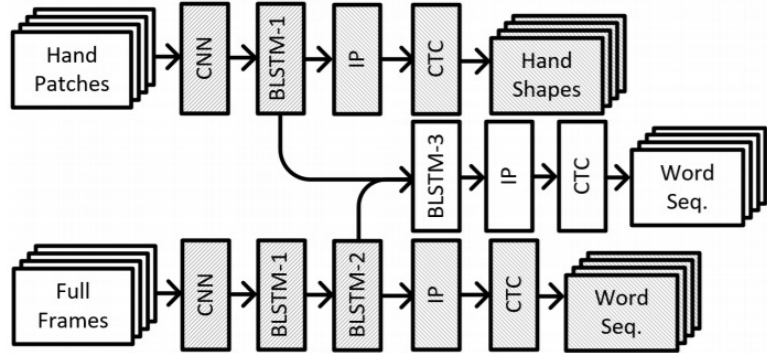 Hand
Patches
CNN
BLSTM-1
IP
CTC
Hand
Shapes
BLSTM-3
IP
CTC
Word
Seq.
Full
Frames
CNN
BLSTM-1
BLSTM-2
IP
CTC
Word
Seq.